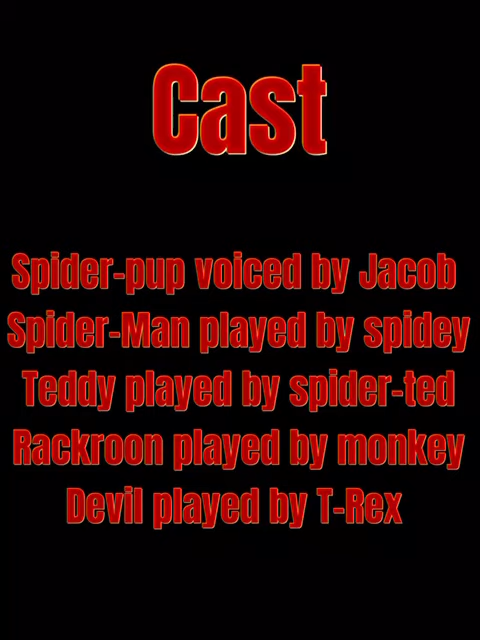 Cast
Spider-pup voiced by Jacob
Spider-Man played by spidey
Teddy played by spider-ted
Rackroon played by monkey
Devil played by T-Rex